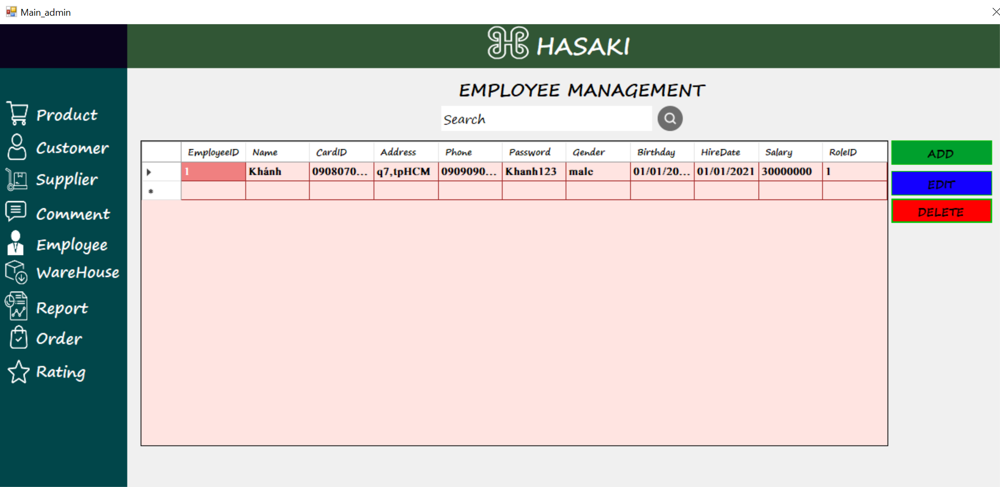 Main_admin
HASAKI
EMPLOYEE MANAGEMENT
Search
Product
Customer
Supplier
Comment
Employee
WareHouse
Report
Order
Rating
EmployeeID Name CardID Address Phone Password Gender Birthday HireDate Salary RoleID
1 Khánh 0908070... q7,tpHCM 0909090... Khanh123 male 01/01/20... 01/01/2021 30000000 1
ADD
EDIT
DELETE